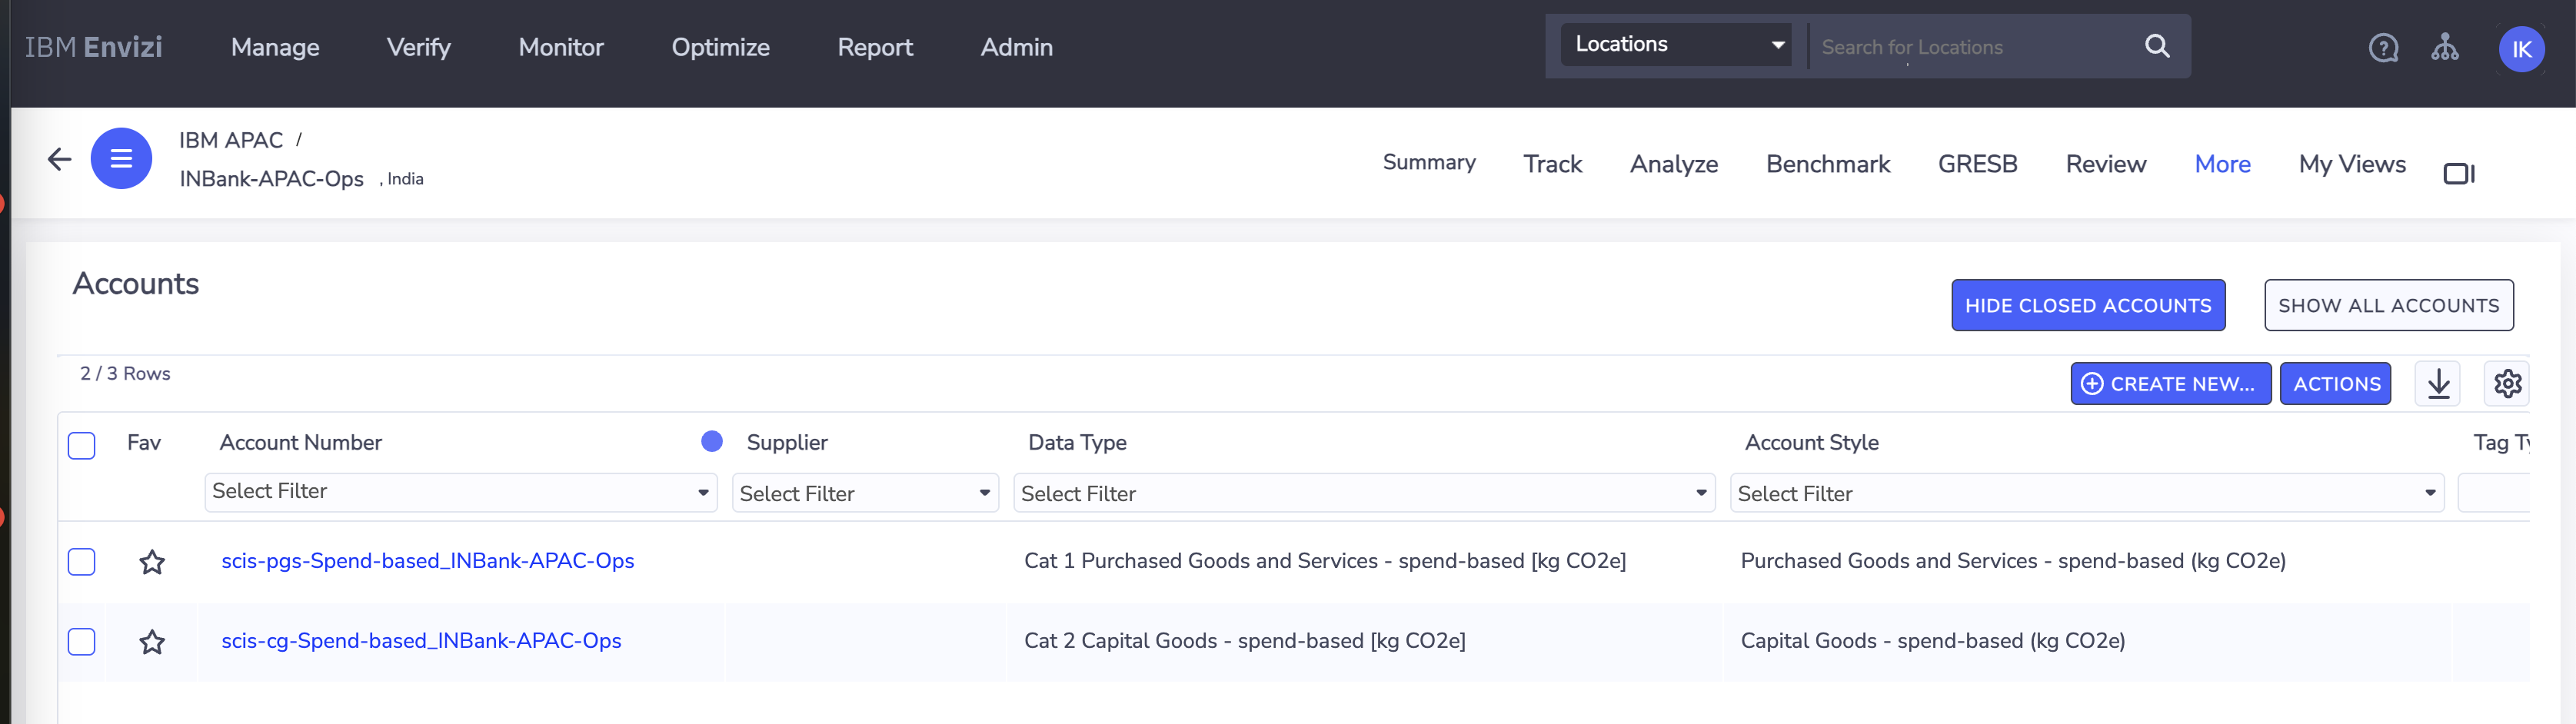 IBM Envizi Manage Verify Monitor Optimize Report Admin Locations Search for Locations IK
IBM APAC /
INBank-APAC-Ops , India
Summary Track Analyze Benchmark GRESB Review More My Views
Accounts
HIDE CLOSED ACCOUNTS SHOW ALL ACCOUNTS
2 / 3 Rows
CREATE NEW... ACTIONS
Fav Account Number Supplier Data Type Account Style Tag Ty
Select Filter Select Filter Select Filter Select Filter
scis-pgs-Spend-based_INBank-APAC-Ops Cat 1 Purchased Goods and Services - spend-based [kg CO2e] Purchased Goods and Services - spend-based (kg CO2e)
scis-cg-Spend-based_INBank-APAC-Ops Cat 2 Capital Goods - spend-based [kg CO2e] Capital Goods - spend-based (kg CO2e)